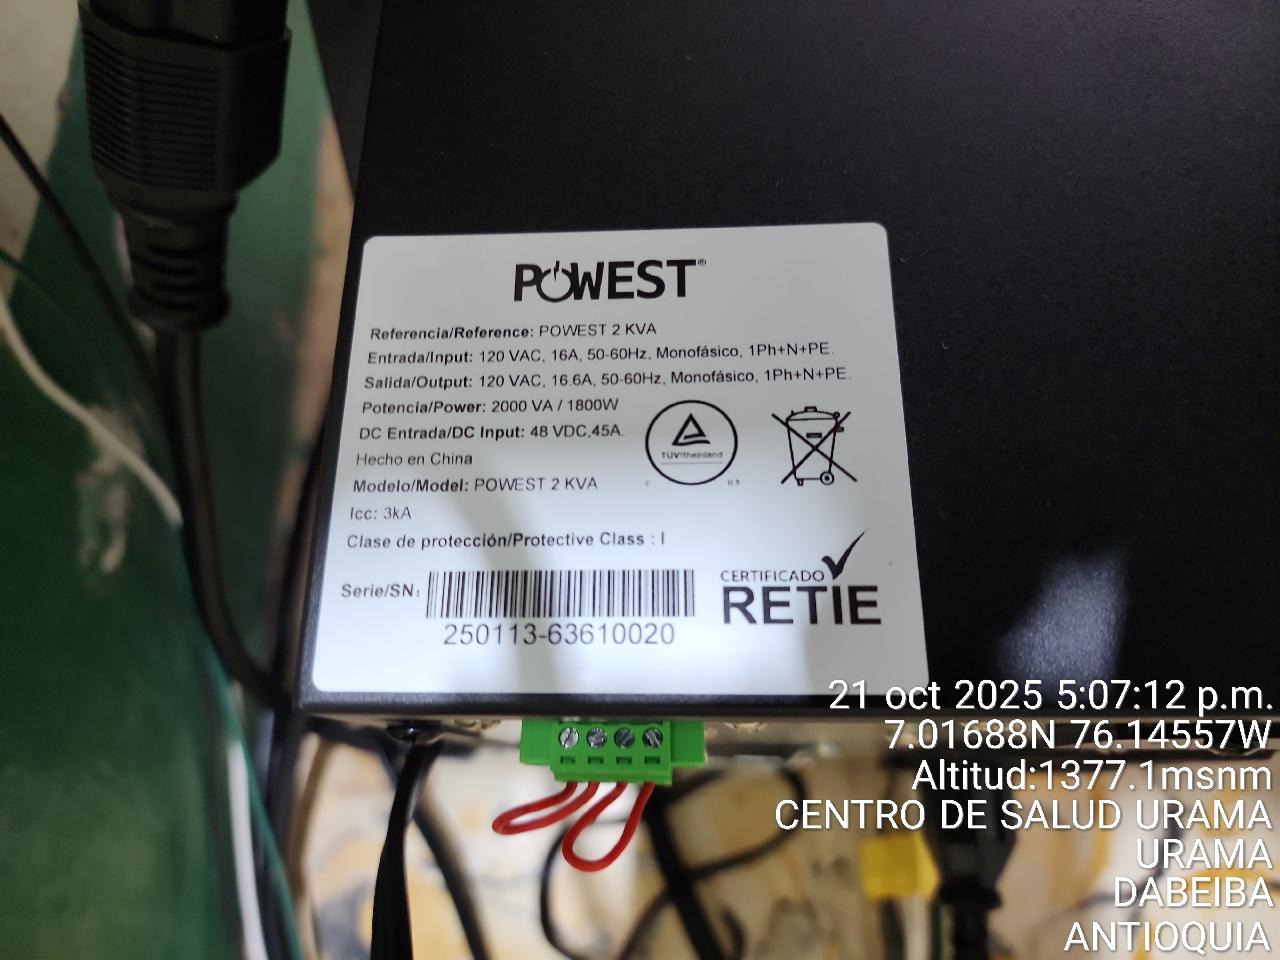 POWEST®
Referencia/Reference: POWEST 2 KVA
Entrada/Input: 120 VAC, 16A, 50-60Hz, Monofásico, 1Ph+N+PE.
Salida/Output: 120 VAC, 16.6A, 50-60Hz, Monofásico, 1Ph+N+PE.
Potencia/Power: 2000 VA / 1800W
DC Entrada/DC Input: 48 VDC,45A.
Hecho en China
Modelo/Model: POWEST 2 KVA
Icc: 3kA
Clase de protección/Protective Class : I
TÜVRheinland
C US
Serie/SN:
250113-63610020
CERTIFICADO
RETIE
21 oct 2025 5:07:12 p.m.
7.01688N 76.14557W
Altitud:1377.1msnm
CENTRO DE SALUD URAMA
URAMA
DABEIBA
ANTIOQUIA